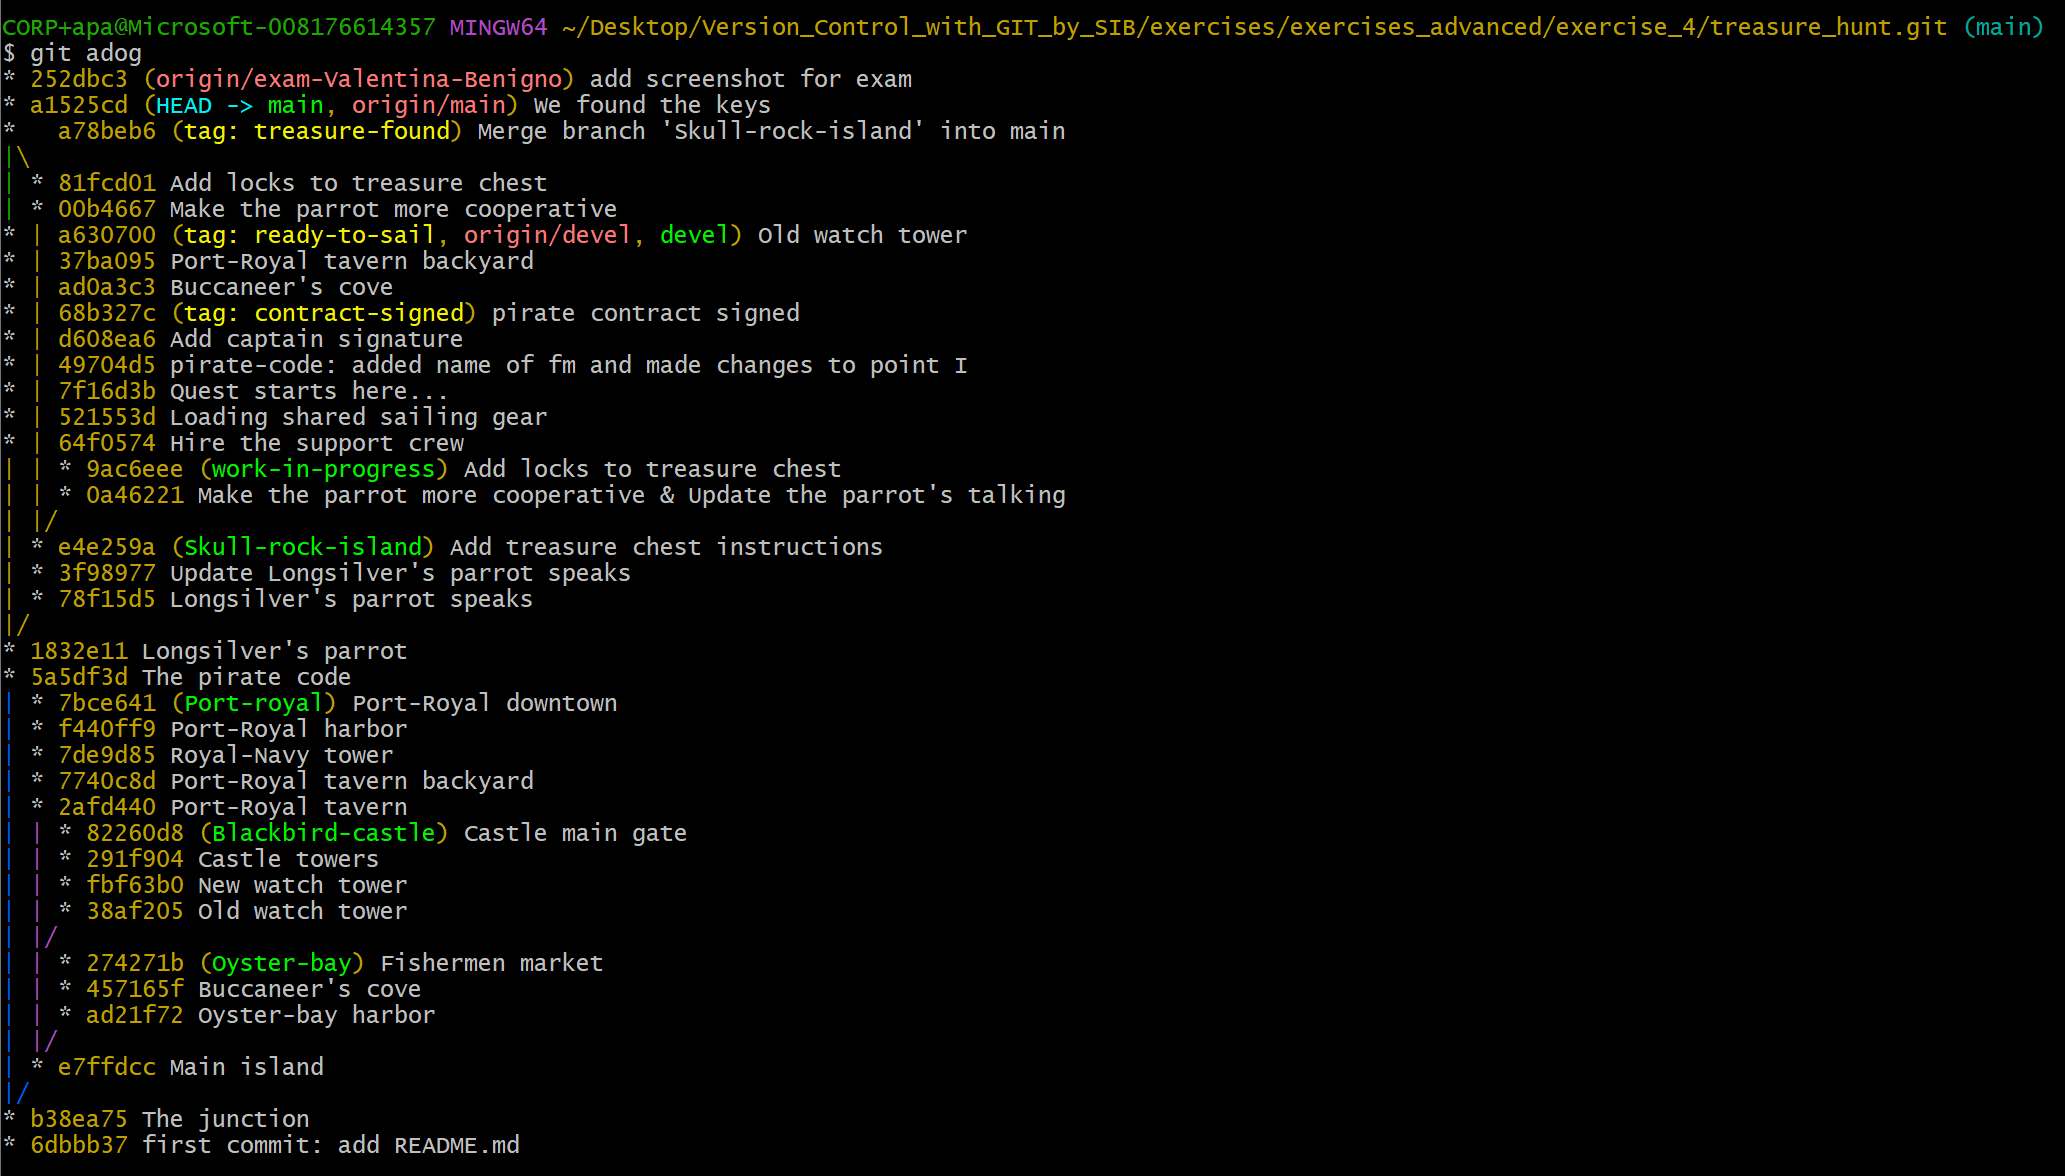 CORP+apa@Microsoft-008176614357 MINGW64 ~/Desktop/Version_Control_with_GIT_by_SIB/exercises/exercises_advanced/exercise_4/treasure_hunt.git (main)
$ git adog
* 252dbc3 (origin/exam-Valentina-Benigno) add screenshot for exam
* a1525cd (HEAD -> main, origin/main) We found the keys
*   a78beb6 (tag: treasure-found) Merge branch 'Skull-rock-island' into main
|\
| * 81fcd01 Add locks to treasure chest
| * 00b4667 Make the parrot more cooperative
* | a630700 (tag: ready-to-sail, origin/devel, devel) Old watch tower
* | 37ba095 Port-Royal tavern backyard
* | ad0a3c3 Buccaneer's cove
* | 68b327c (tag: contract-signed) pirate contract signed
* | d608ea6 Add captain signature
* | 49704d5 pirate-code: added name of fm and made changes to point I
* | 7f16d3b Quest starts here...
* | 521553d Loading shared sailing gear
* | 64f0574 Hire the support crew
| | * 9ac6eee (work-in-progress) Add locks to treasure chest
| | * 0a46221 Make the parrot more cooperative & Update the parrot's talking
| |/
| * e4e259a (Skull-rock-island) Add treasure chest instructions
| * 3f98977 Update Longsilver's parrot speaks
| * 78f15d5 Longsilver's parrot speaks
|/
* 1832e11 Longsilver's parrot
* 5a5df3d The pirate code
| * 7bce641 (Port-royal) Port-Royal downtown
| * f440ff9 Port-Royal harbor
| * 7de9d85 Royal-Navy tower
| * 7740c8d Port-Royal tavern backyard
| * 2afd440 Port-Royal tavern
| | * 82260d8 (Blackbird-castle) Castle main gate
| | * 291f904 Castle towers
| | * fbf63b0 New watch tower
| | * 38af205 Old watch tower
| |/
| | * 274271b (Oyster-bay) Fishermen market
| | * 457165f Buccaneer's cove
| | * ad21f72 Oyster-bay harbor
| |/
| * e7ffdcc Main island
|/
* b38ea75 The junction
* 6dbbb37 first commit: add README.md